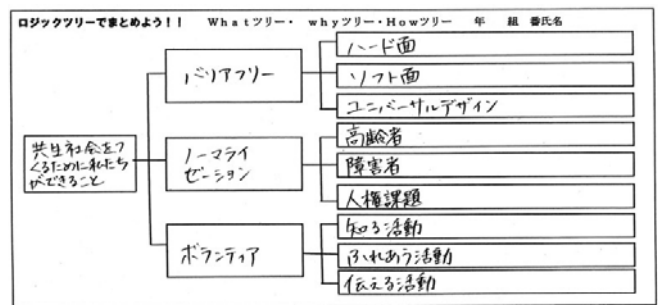 ロジックツリーでまとめよう！！　Whatツリー・　whyツリー・Howツリー　年　組　番氏名
共生社会をつ
くるために私たち
ができること
バリアフリー
ハード面
ソフト面
ユニバーサルデザイン
ノーマライ
ゼーション
高齢者
障害者
人権課題
ボランティア
知る活動
ふれあう活動
伝える活動